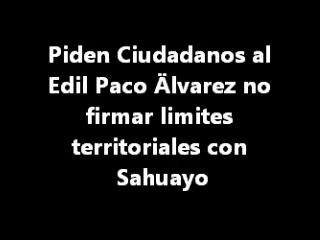 Piden Ciudadanos al
Edil Paco Älvarez no
firmar limites
territoriales con
Sahuayo